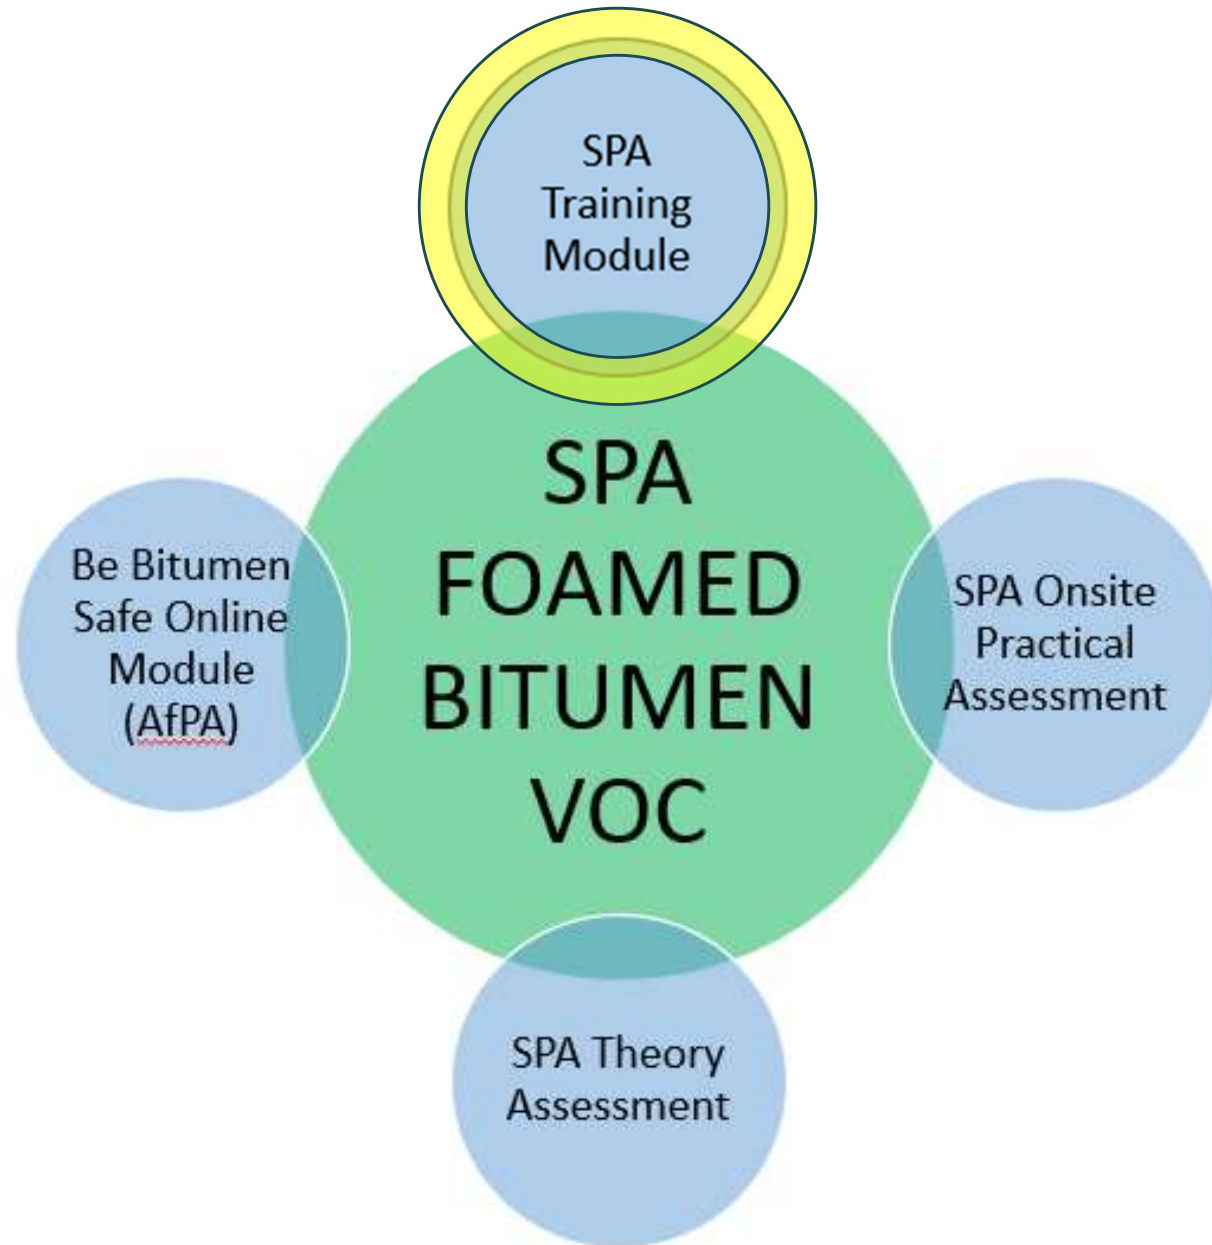 SPA
Training
Module
SPA
FOAMED
BITUMEN
VOC
Be Bitumen
Safe Online
Module
(AfPA)
SPA Onsite
Practical
Assessment
SPA Theory
Assessment